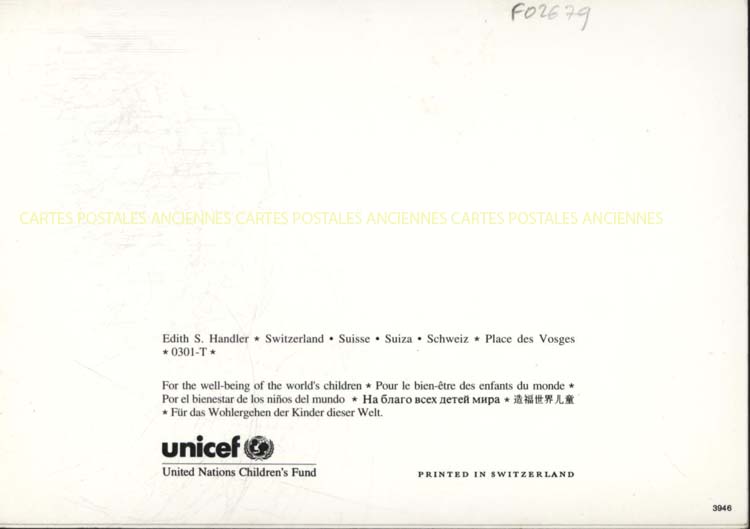 F02679
CARTES POSTALES ANCIENNES CARTES POSTALES ANCIENNES CARTES POSTALES ANCIENNES
Edith S. Handler ★ Switzerland • Suisse • Suiza • Schweiz ★ Place des Vosges
★ 0301-T ★
For the well-being of the world's children ★ Pour le bien-être des enfants du monde ★
Por el bienestar de los niños del mundo ★ На благо всех детей мира ★ 造福世界儿童
★ Für das Wohlergehen der Kinder dieser Welt.
unicef
United Nations Children's Fund
PRINTED IN SWITZERLAND
3946